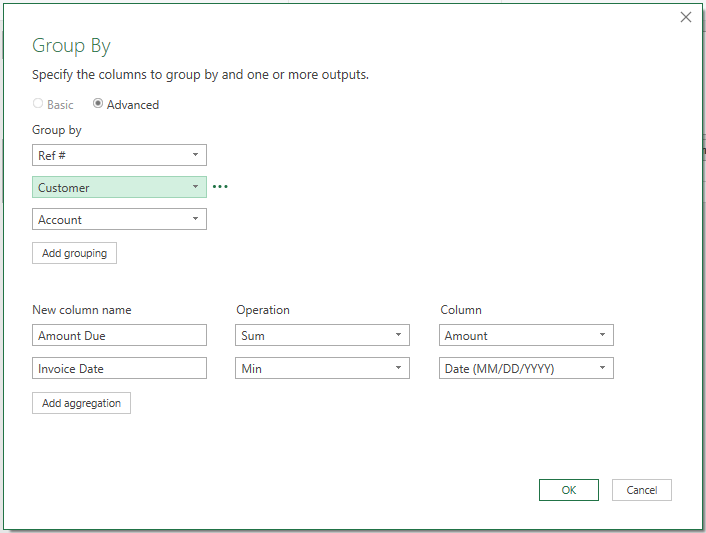 Group By
Specify the columns to group by and one or more outputs.
Basic Advanced
Group by
Ref #
Customer
Account
Add grouping
New column name Operation Column
Amount Due Sum Amount
Invoice Date Min Date (MM/DD/YYYY)
Add aggregation
OK Cancel